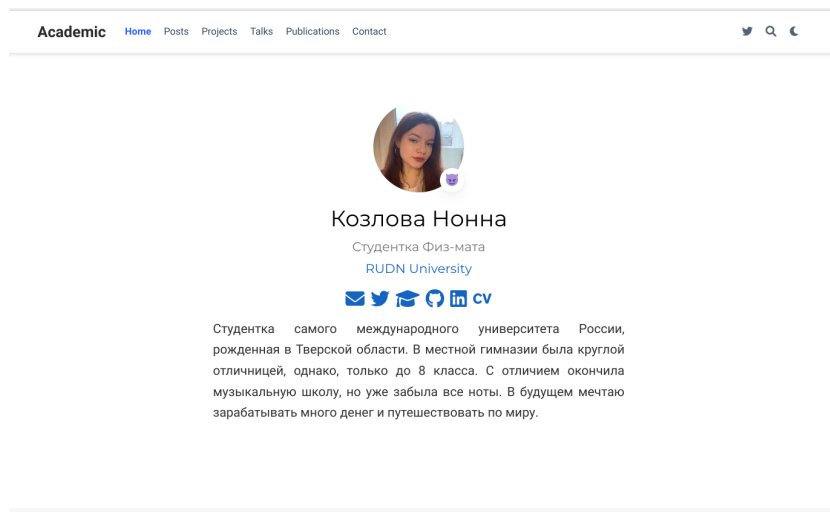 Academic Home Posts Projects Talks Publications Contact
Козлова Нонна
Студентка Физ-мата
RUDN University
CV
Студентка самого международного университета России,
рожденная в Тверской области. В местной гимназии была круглой
отличницей, однако, только до 8 класса. С отличием окончила
музыкальную школу, но уже забыла все ноты. В будущем мечтаю
зарабатывать много денег и путешествовать по миру.